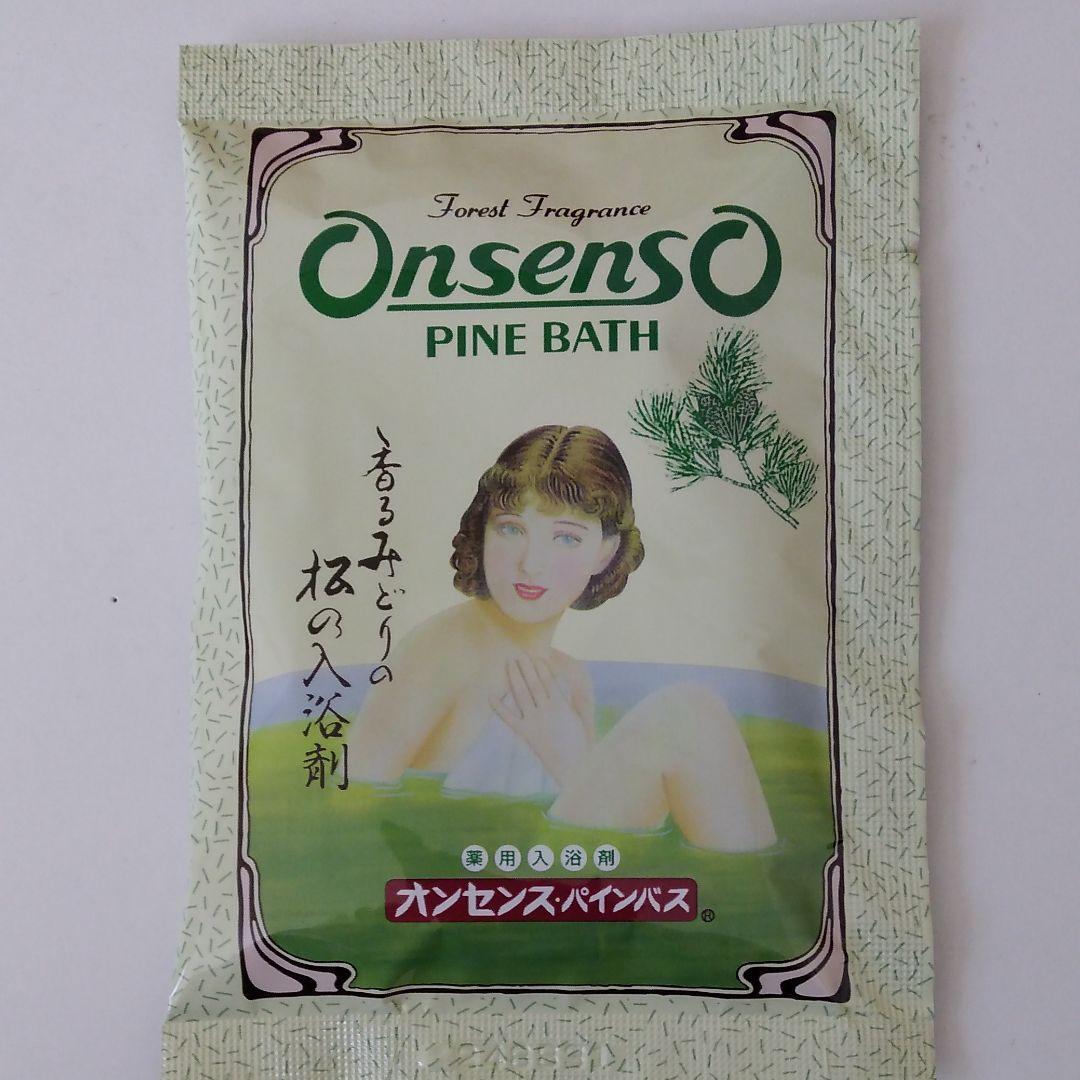 Forest Fragrance
OnsensO
PINE BATH
香るみどりの
松の入浴剤
薬用入浴剤
オンセンス・パインバス®